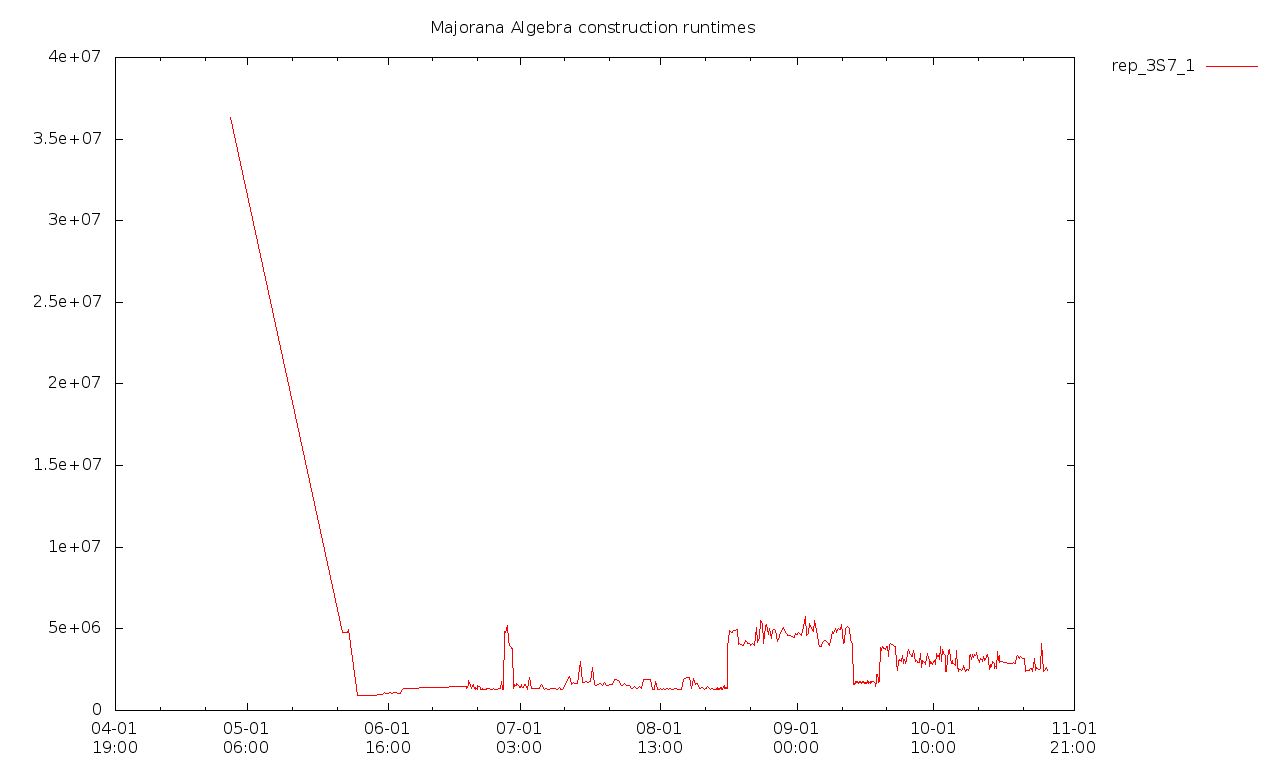 Majorana Algebra construction runtimes
rep_3S7_1
4e+07
3.5e+07
3e+07
2.5e+07
2e+07
1.5e+07
1e+07
5e+06
0
04-01 05-01 06-01 07-01 08-01 09-01 10-01 11-01
19:00 06:00 16:00 03:00 13:00 00:00 10:00 21:00